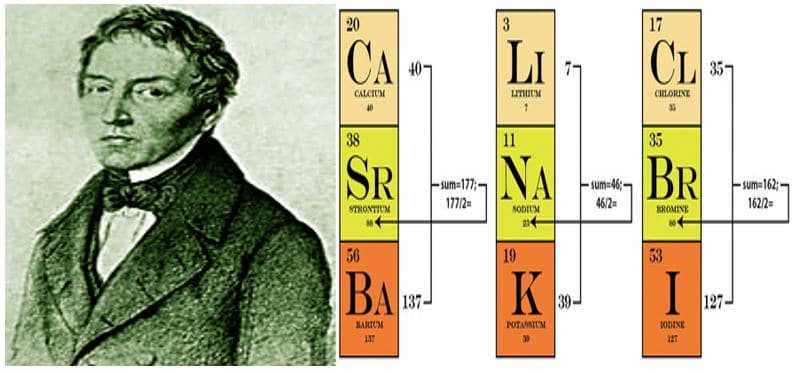 20
CA
CALCIUM
40
38
SR
STRONTIUM
88
56
BA
BARIUM
137
40
sum=177;
177/2=
137
3
LI
LITHIUM
7
11
NA
SODIUM
23
19
K
POTASSIUM
39
7
sum=46;
46/2=
39
17
CL
CHLORINE
35
35
BR
BROMINE
80
53
I
IODINE
127
35
sum=162;
162/2=
127